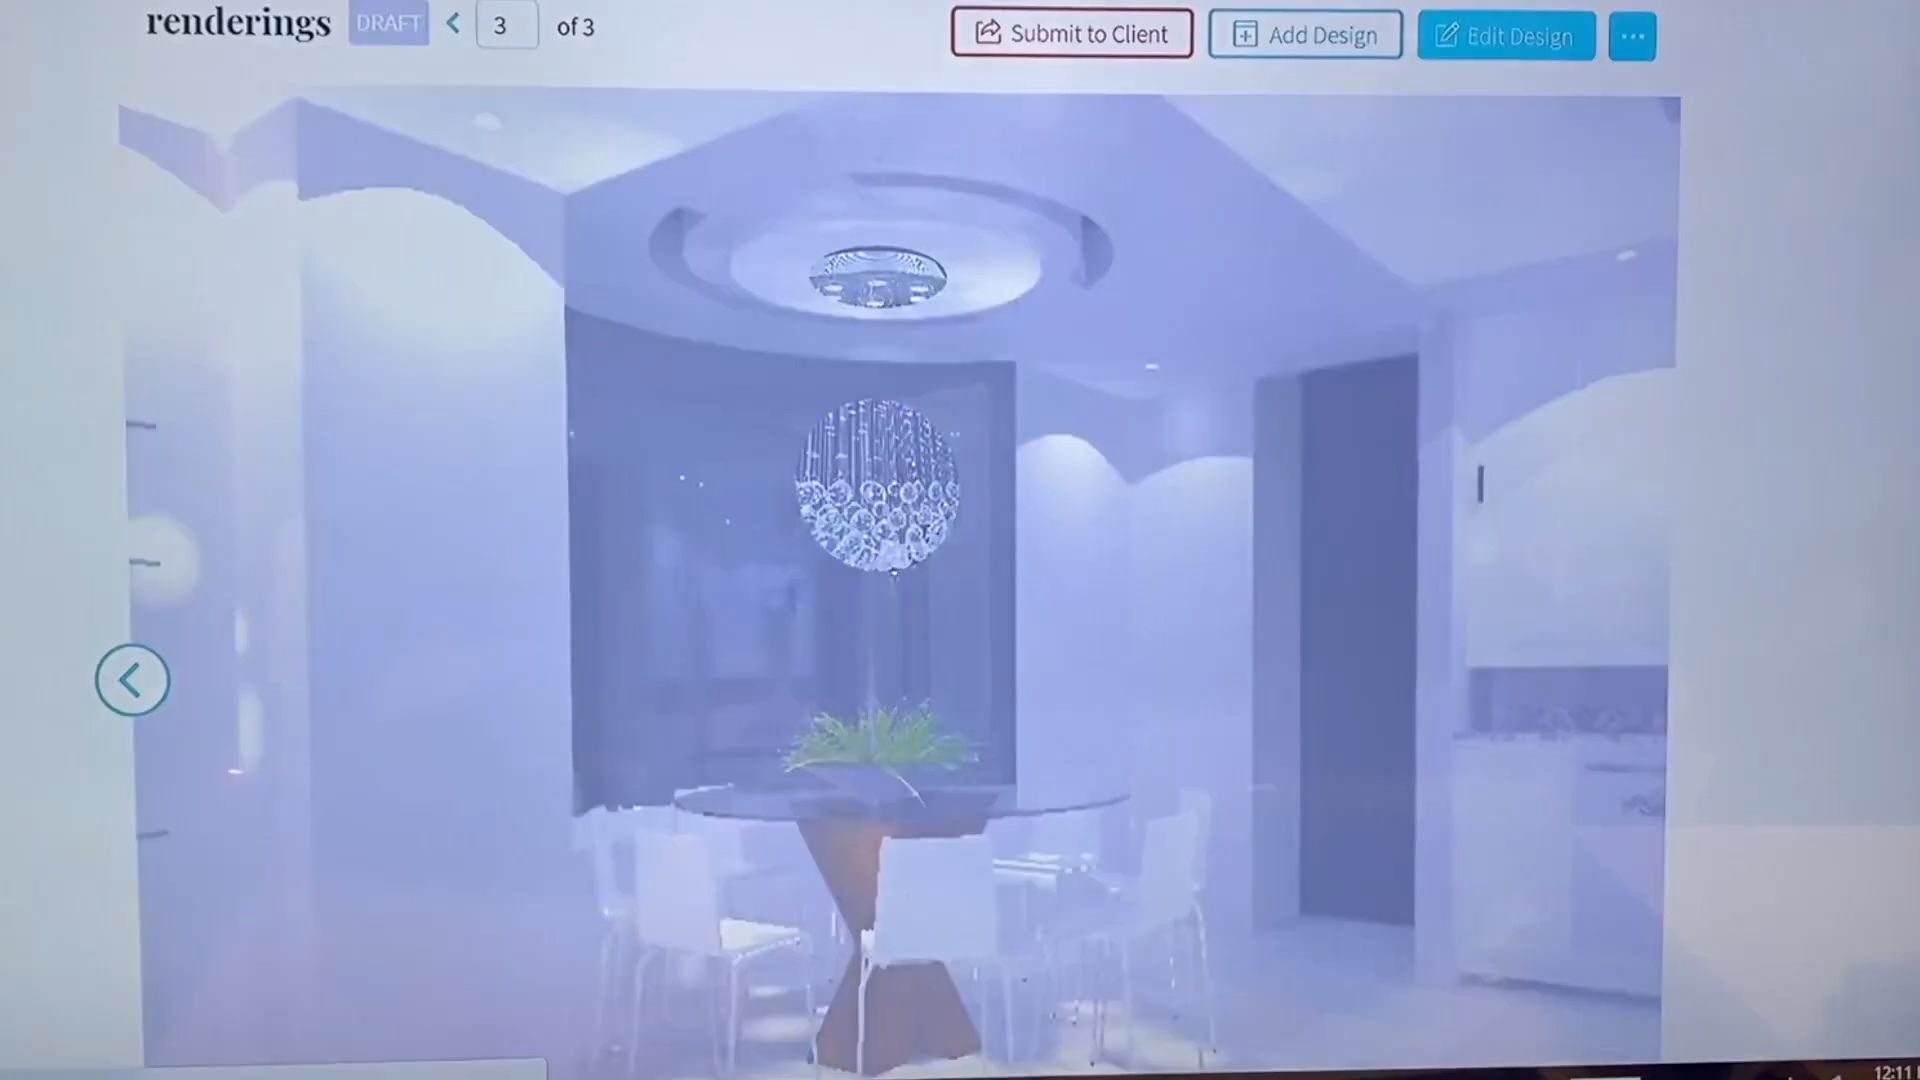 renderings DRAFT 3 of 3 Submit to Client Add Design Edit Design
12:11